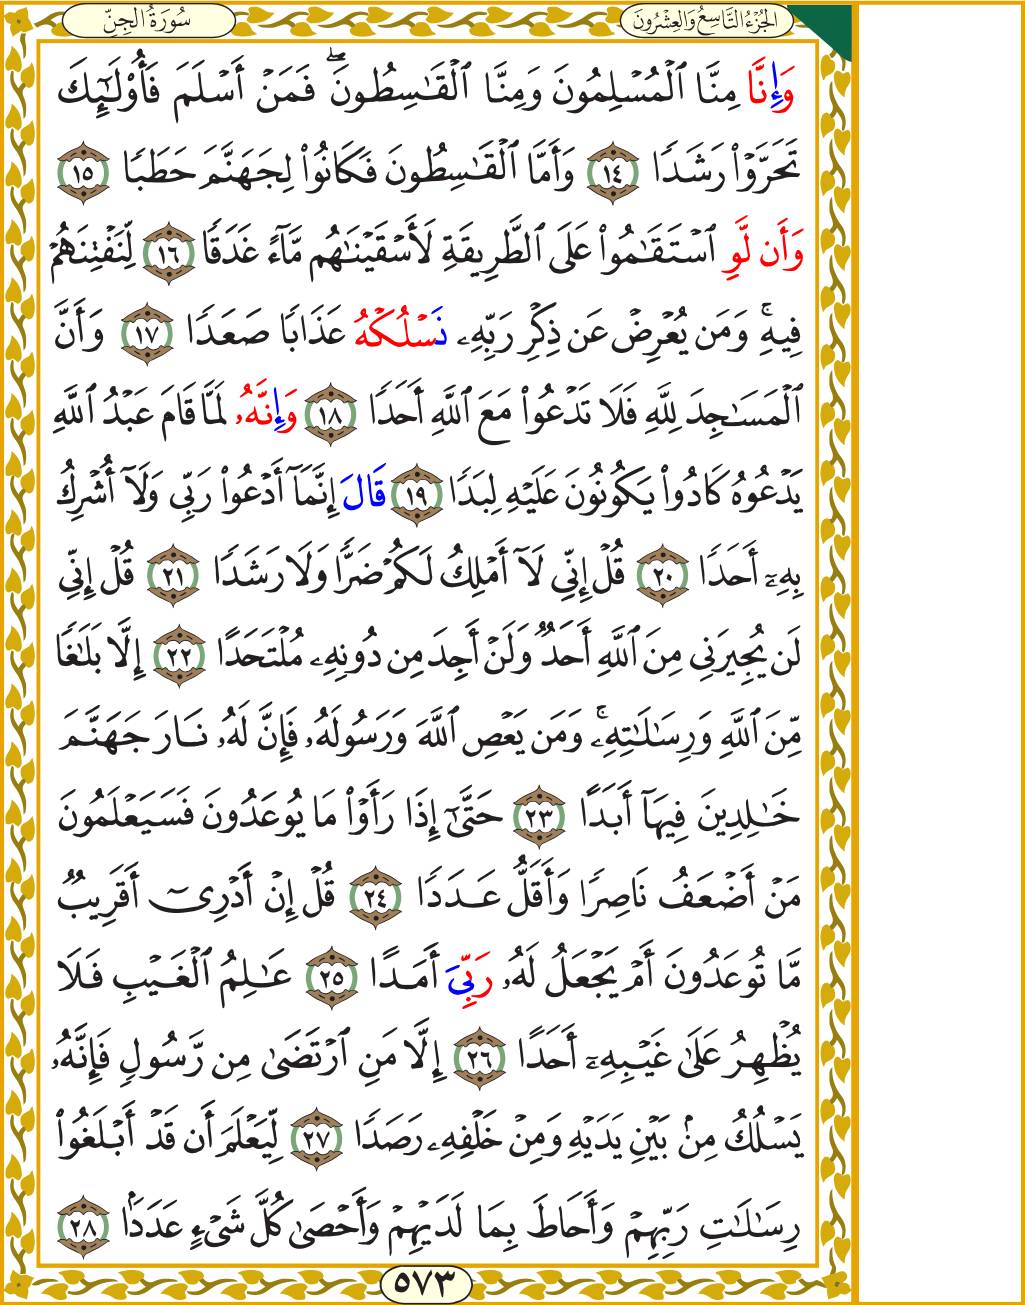 الجُزْءُ التَّاسِعُ وَالعِشْرُونَ
سُورَةُ الجِنِّ
وَإِنَّا مِنَّا ٱلْمُسْلِمُونَ وَمِنَّا ٱلْقَٰسِطُونَۖ فَمَنْ أَسْلَمَ فَأُوْلَٰٓئِكَ
تَحَرَّوْاْ رَشَدٗا ١٤ وَأَمَّا ٱلْقَٰسِطُونَ فَكَانُواْ لِجَهَنَّمَ حَطَبٗا ١٥
وَأَن لَّوِ ٱسْتَقَٰمُواْ عَلَى ٱلطَّرِيقَةِ لَأَسْقَيْنَٰهُم مَّآءً غَدَقٗا ١٦ لِّنَفْتِنَهُمْ
فِيهِۚ وَمَن يُعْرِضْ عَن ذِكْرِ رَبِّهِۦ نَسْلُكْهُ عَذَابٗا صَعَدٗا ١٧ وَأَنَّ
ٱلْمَسَٰجِدَ لِلَّهِ فَلَا تَدْعُواْ مَعَ ٱللَّهِ أَحَدٗا ١٨ وَإِنَّهُۥ لَمَّا قَامَ عَبْدُ ٱللَّهِ
يَدْعُوهُ كَادُواْ يَكُونُونَ عَلَيْهِ لِبَدٗا ١٩ قَالَ إِنَّمَآ أَدْعُواْ رَبِّي وَلَآ أُشْرِكُ
بِهِۦٓ أَحَدٗا ٢٠ قُلْ إِنِّي لَآ أَمْلِكُ لَكُمْ ضَرّٗا وَلَا رَشَدٗا ٢١ قُلْ إِنِّي
لَن يُجِيرَنِي مِنَ ٱللَّهِ أَحَدٞ وَلَنْ أَجِدَ مِن دُونِهِۦ مُلْتَحَدًا ٢٢ إِلَّا بَلَٰغٗا
مِّنَ ٱللَّهِ وَرِسَٰلَٰتِهِۦۚ وَمَن يَعْصِ ٱللَّهَ وَرَسُولَهُۥ فَإِنَّ لَهُۥ نَارَ جَهَنَّمَ
خَٰلِدِينَ فِيهَآ أَبَدًا ٢٣ حَتَّىٰٓ إِذَا رَأَوْاْ مَا يُوعَدُونَ فَسَيَعْلَمُونَ
مَنْ أَضْعَفُ نَاصِرٗا وَأَقَلُّ عَدَدٗا ٢٤ قُلْ إِنْ أَدْرِيٓ أَقَرِيبٞ
مَّا تُوعَدُونَ أَمْ يَجْعَلُ لَهُۥ رَبِّيَ أَمَدًا ٢٥ عَٰلِمُ ٱلْغَيْبِ فَلَا
يُظْهِرُ عَلَىٰ غَيْبِهِۦٓ أَحَدًا ٢٦ إِلَّا مَنِ ٱرْتَضَىٰ مِن رَّسُولٖ فَإِنَّهُۥ
يَسْلُكُ مِنۢ بَيْنِ يَدَيْهِ وَمِنْ خَلْفِهِۦ رَصَدٗا ٢٧ لِّيَعْلَمَ أَن قَدْ أَبْلَغُواْ
رِسَٰلَٰتِ رَبِّهِمْ وَأَحَاطَ بِمَا لَدَيْهِمْ وَأَحْصَىٰ كُلَّ شَيْءٍ عَدَدَۢا ٢٨
٥٧٣